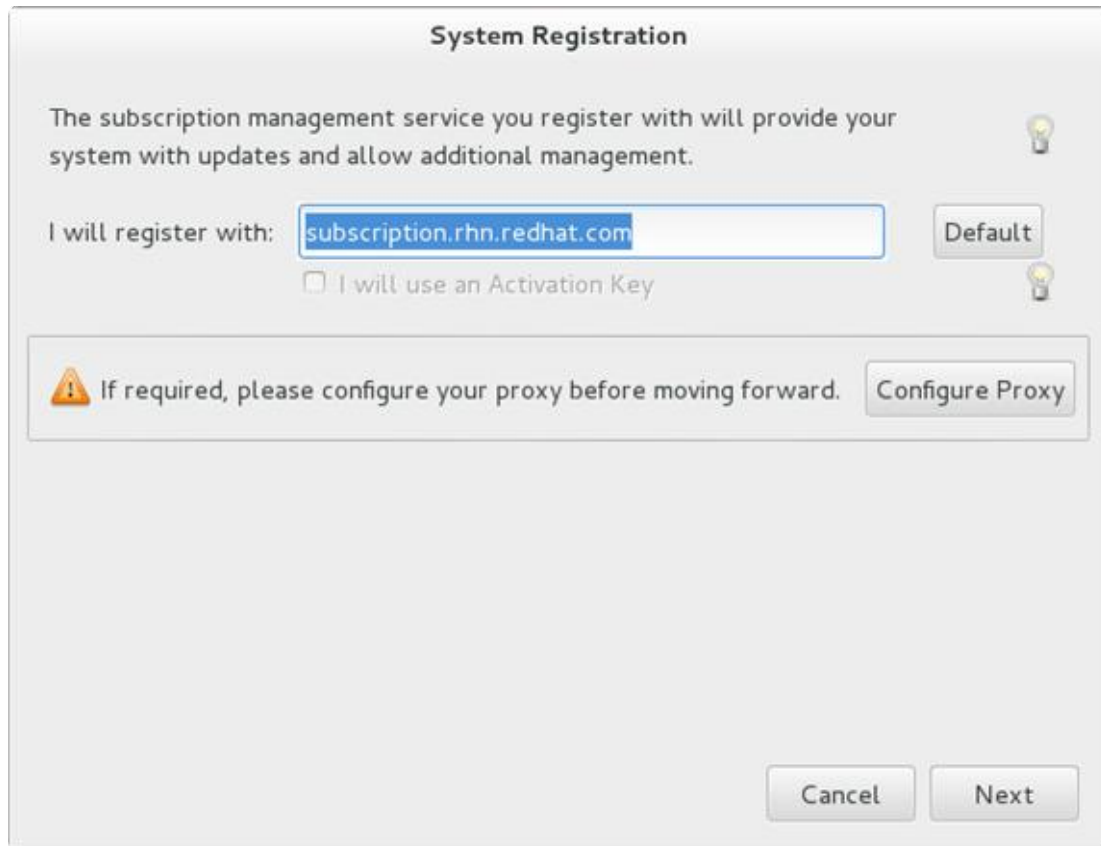 System Registration
The subscription management service you register with will provide your
system with updates and allow additional management.
I will register with: subscription.rhn.redhat.com Default
I will use an Activation Key
If required, please configure your proxy before moving forward. Configure Proxy
Cancel Next